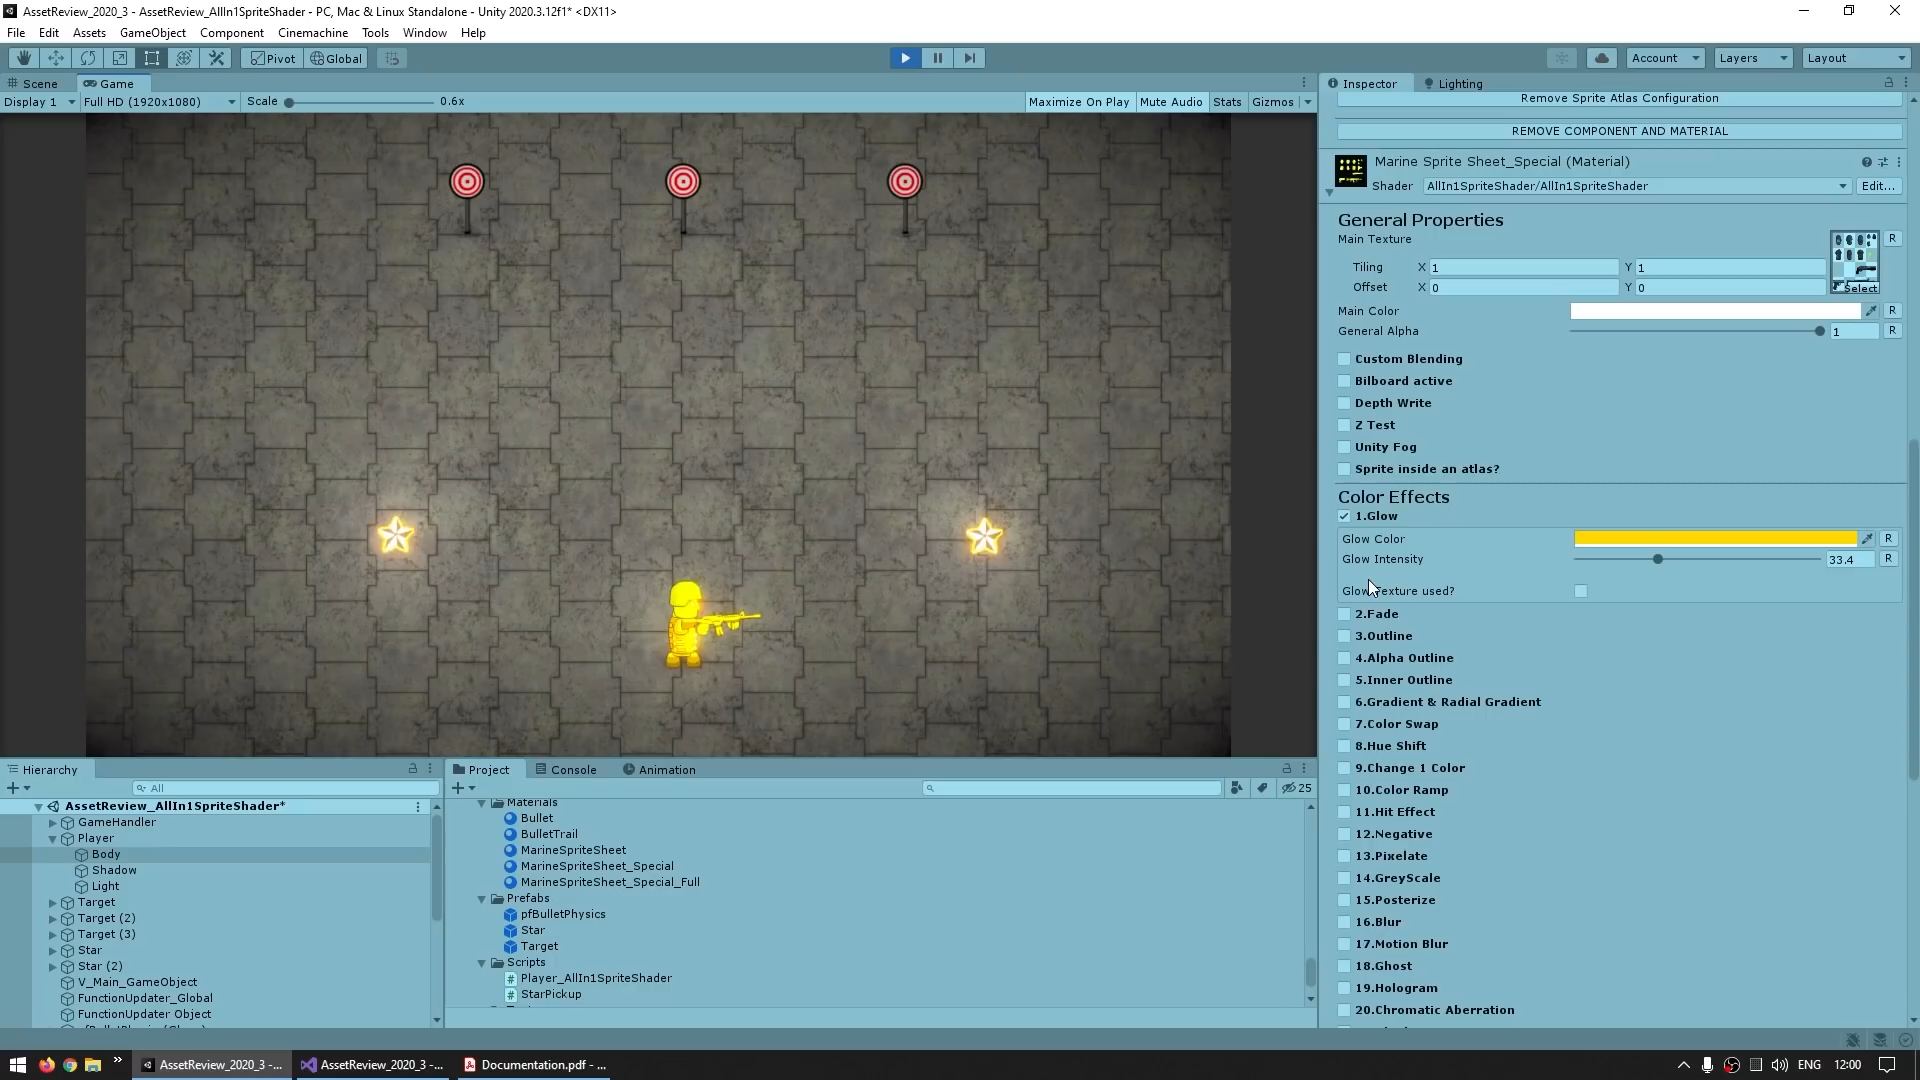 AssetReview_2020_3 - AssetReview_AllIn1SpriteShader - PC, Mac & Linux Standalone - Unity 2020.3.12f1* <DX11>
File Edit Assets GameObject Component Cinemachine Tools Window Help
Pivot Global Account Layers Layout
Scene Game
Display 1 Full HD (1920x1080) Scale 0.6x Maximize On Play Mute Audio Stats Gizmos
Inspector Lighting
Remove Sprite Atlas Configuration
REMOVE COMPONENT AND MATERIAL
Marine Sprite Sheet_Special (Material)
Shader AllIn1SpriteShader/AllIn1SpriteShader Edit...
General Properties
Main Texture R
Tiling X 1 Y 1
Offset X 0 Y 0 Select
Main Color R
General Alpha 1 R
Custom Blending
Bilboard active
Depth Write
Z Test
Unity Fog
Sprite inside an atlas?
Color Effects
1.Glow
Glow Color R
Glow Intensity 33.4 R
Glow Texture used?
2.Fade
3.Outline
4.Alpha Outline
5.Inner Outline
6.Gradient & Radial Gradient
7.Color Swap
8.Hue Shift
9.Change 1 Color
10.Color Ramp
11.Hit Effect
12.Negative
13.Pixelate
14.GreyScale
15.Posterize
16.Blur
17.Motion Blur
18.Ghost
19.Hologram
20.Chromatic Aberration
Hierarchy
All
AssetReview_AllIn1SpriteShader*
GameHandler
Player
Body
Shadow
Light
Target
Target (2)
Target (3)
Star
Star (2)
V_Main_GameObject
FunctionUpdater_Global
FunctionUpdater Object
Project Console Animation
25
Materials
Bullet
BulletTrail
MarineSpriteSheet
MarineSpriteSheet_Special
MarineSpriteSheet_Special_Full
Prefabs
pfBulletPhysics
Star
Target
Scripts
Player_AllIn1SpriteShader
StarPickup
AssetReview_2020_3 -... AssetReview_2020_3 -... Documentation.pdf - ... ENG 12:00